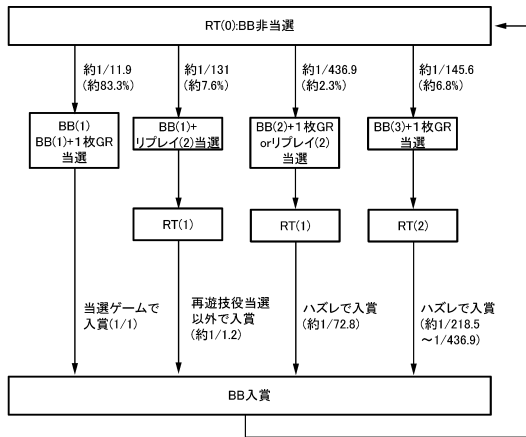 RT(0):BB非当選
約1/11.9
(約83.3%)
約1/131
(約7.6%)
約1/436.9
(約2.3%)
約1/145.6
(約6.8%)
BB(1)
BB(1)+1枚GR
当選
BB(1)+
リプレイ(2)当選
BB(2)+1枚GR
orリプレイ(2)
当選
BB(3)+1枚GR
当選
RT(1)
RT(1)
RT(2)
当選ゲームで
入賞(1/1)
再遊技役当選
以外で入賞
(約1/1.2)
ハズレで入賞
(約1/72.8)
ハズレで入賞
(約1/218.5
～1/436.9)
BB入賞